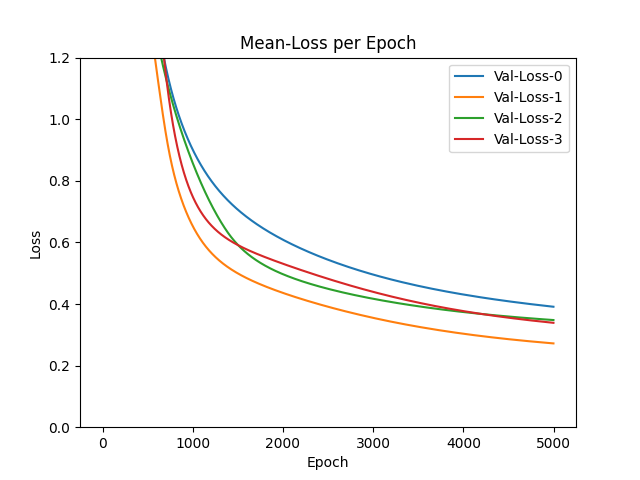 Mean-Loss per Epoch
1.2
1.0
0.8
0.6
0.4
0.2
0.0
Loss
Val-Loss-0
Val-Loss-1
Val-Loss-2
Val-Loss-3
0 1000 2000 3000 4000 5000
Epoch